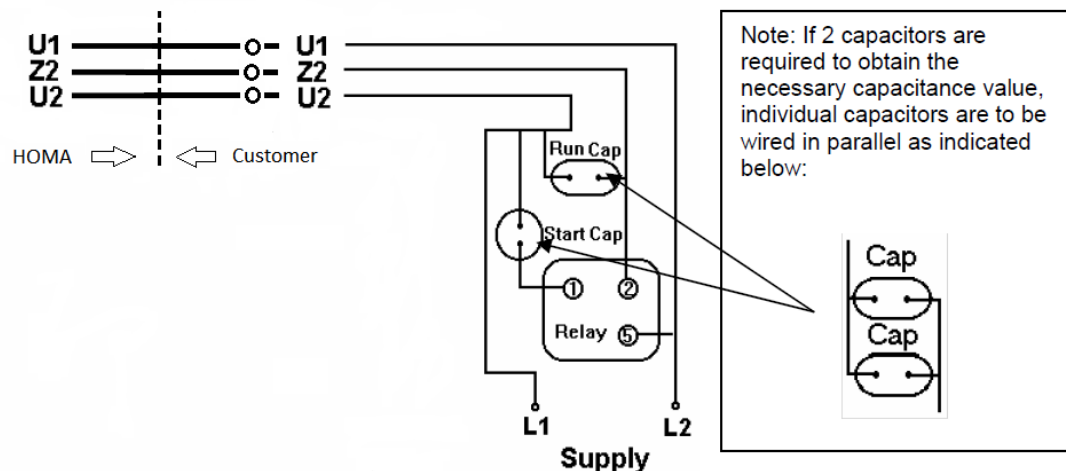 U1
Z2
U2
HOMA
Customer
U1
Z2
U2
Run Cap
Start Cap
1
2
Relay
5
L1
L2
Supply
Note: If 2 capacitors are
required to obtain the
necessary capacitance value,
individual capacitors are to be
wired in parallel as indicated
below:
Cap
Cap